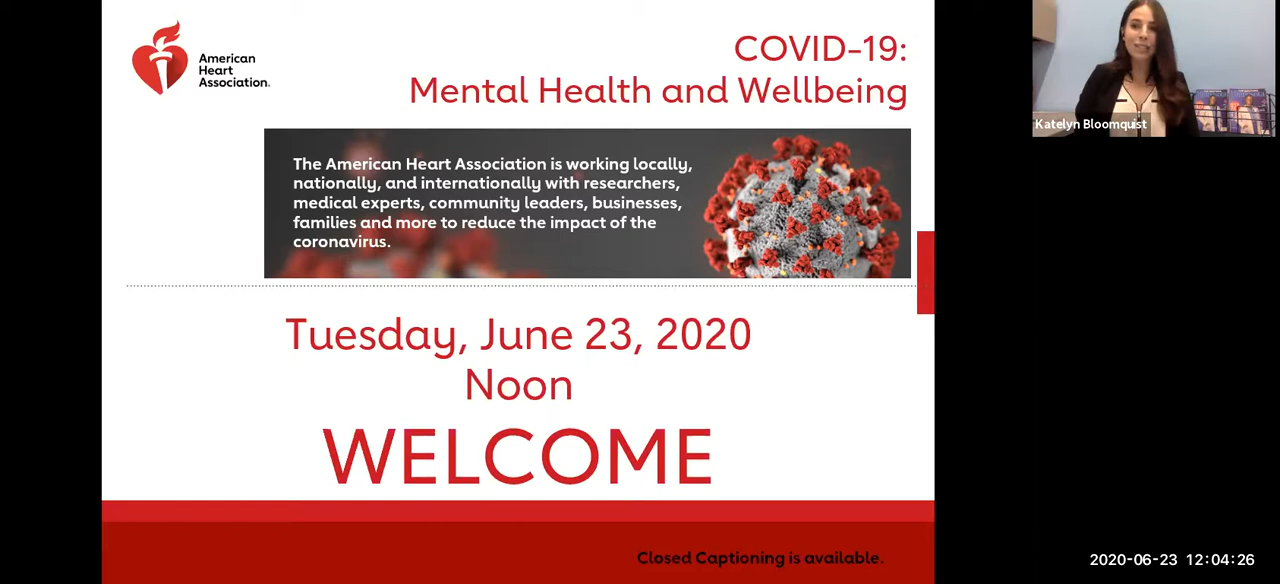 American
Heart
Association.
COVID-19:
Mental Health and Wellbeing
The American Heart Association is working locally,
nationally, and internationally with researchers,
medical experts, community leaders, businesses,
families and more to reduce the impact of the
coronavirus.
Tuesday, June 23, 2020
Noon
WELCOME
Closed Captioning is available.
Katelyn Bloomquist
2020-06-23 12:04:26